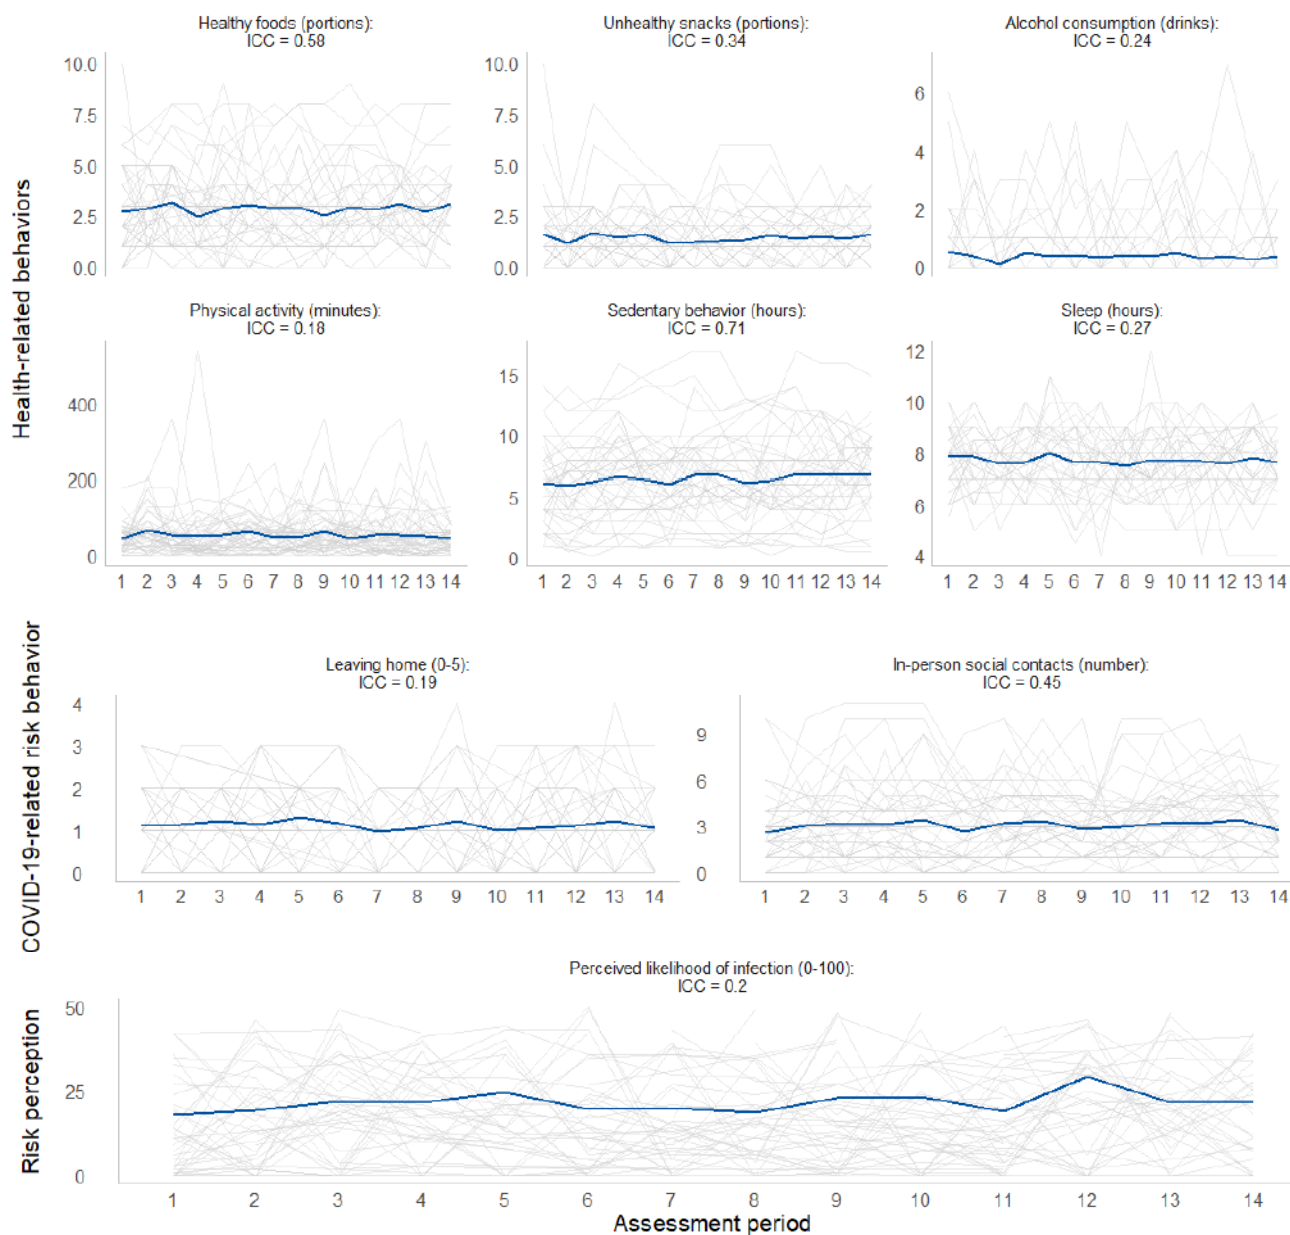 Health-related behaviors
Healthy foods (portions):
ICC = 0.58
10.0
7.5
5.0
2.5
0.0
Unhealthy snacks (portions):
ICC = 0.34
10.0
7.5
5.0
2.5
0.0
Alcohol consumption (drinks):
ICC = 0.24
6
4
2
0
Physical activity (minutes):
ICC = 0.18
400
200
0
1 2 3 4 5 6 7 8 9 10 11 12 13 14
Sedentary behavior (hours):
ICC = 0.71
15
10
5
0
1 2 3 4 5 6 7 8 9 10 11 12 13 14
Sleep (hours):
ICC = 0.27
12
10
8
6
4
1 2 3 4 5 6 7 8 9 10 11 12 13 14
COVID-19-related risk behavior
Leaving home (0-5):
ICC = 0.19
4
3
2
1
0
1 2 3 4 5 6 7 8 9 10 11 12 13 14
In-person social contacts (number):
ICC = 0.45
9
6
3
0
1 2 3 4 5 6 7 8 9 10 11 12 13 14
Risk perception
Perceived likelihood of infection (0-100):
ICC = 0.2
50
25
0
1 2 3 4 5 6 7 8 9 10 11 12 13 14
Assessment period